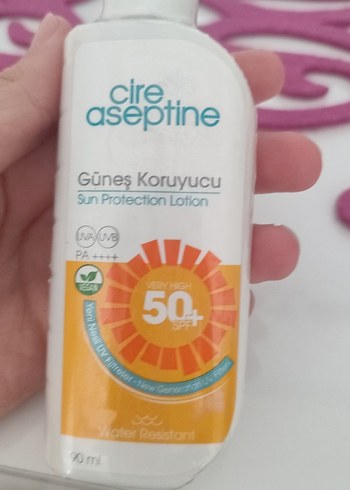 cire
aseptine
Güneş Koruyucu
Sun Protection Lotion
UVA UVB
PA ++++
VEGAN
VERY HIGH
50+
SPF
Yeni Nesil UV Filtreler • New Generation UV Filters
Water Resistant
90 ml